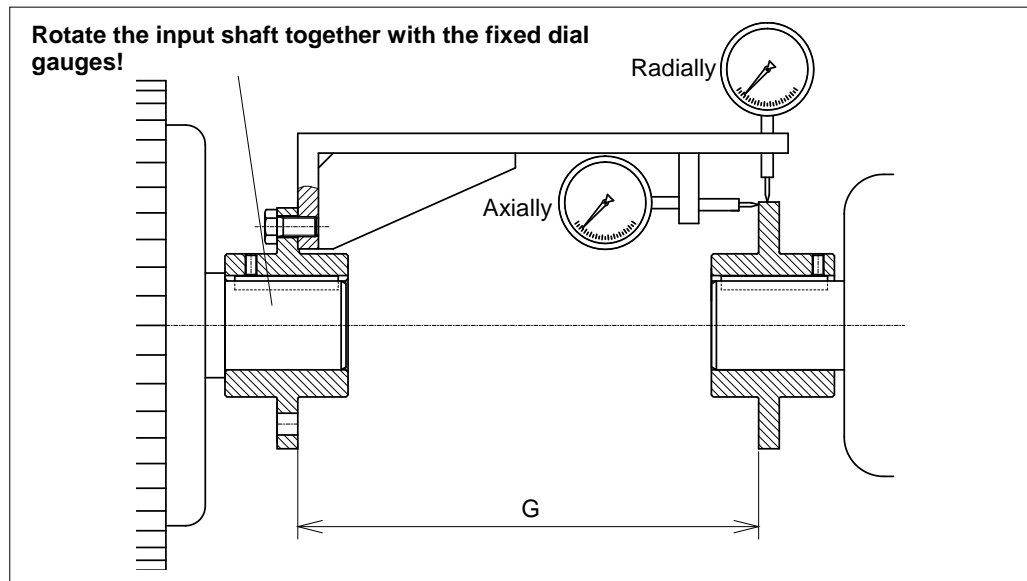 Rotate the input shaft together with the fixed dial
gauges!
Radially
Axially
G